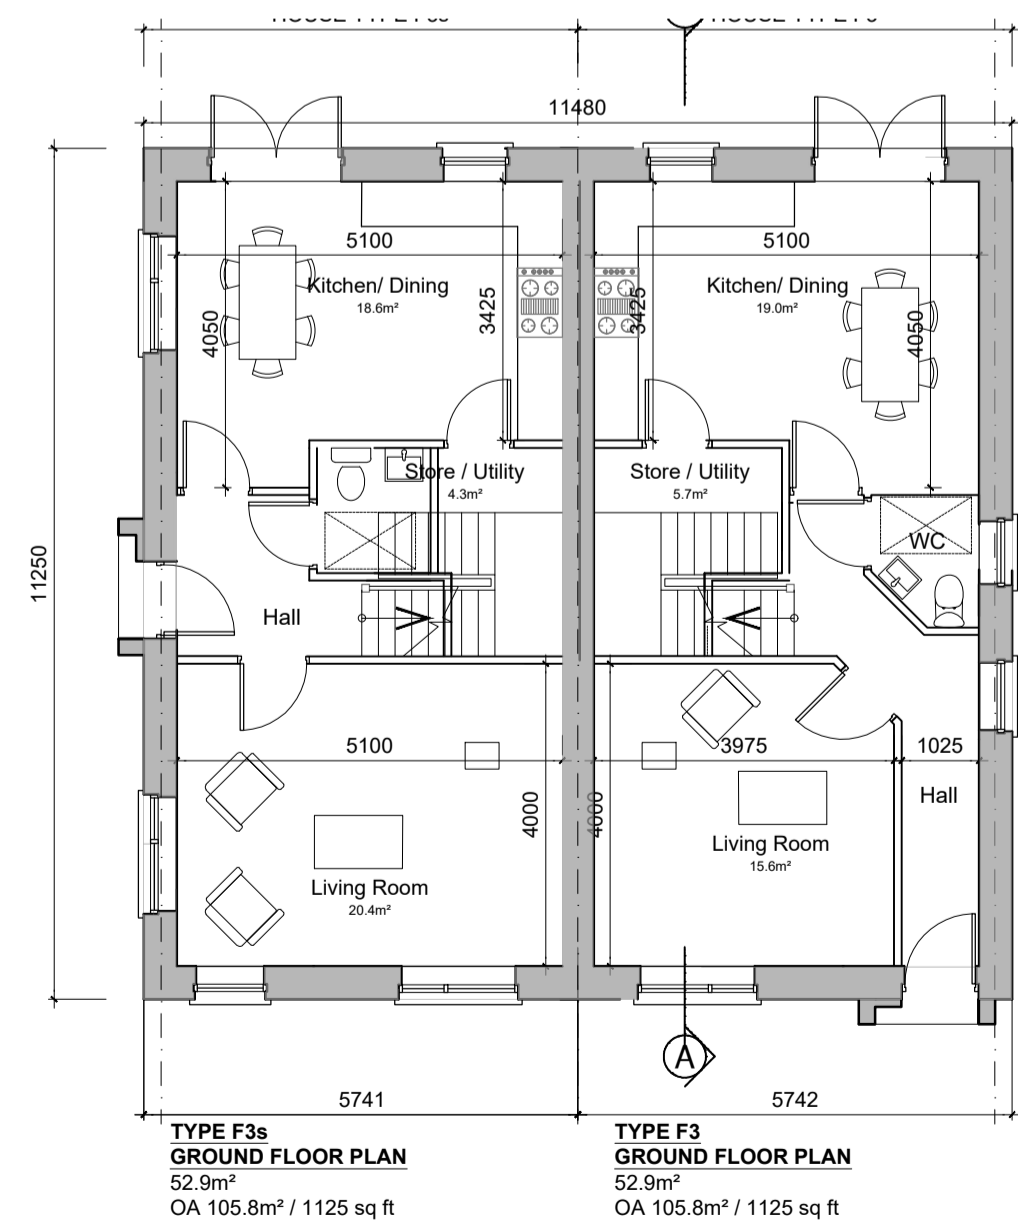 11480
5100
5100
Kitchen/ Dining
18.6m²
Kitchen/ Dining
19.0m²
4050
3425
3425
4050
Store / Utility
4.3m²
Store / Utility
5.7m²
WC
11250
Hall
5100
3975
1025
Hall
4000
4000
Living Room
15.6m²
Living Room
20.4m²
A
5741
5742
TYPE F3s
GROUND FLOOR PLAN
52.9m²
OA 105.8m² / 1125 sq ft
TYPE F3
GROUND FLOOR PLAN
52.9m²
OA 105.8m² / 1125 sq ft